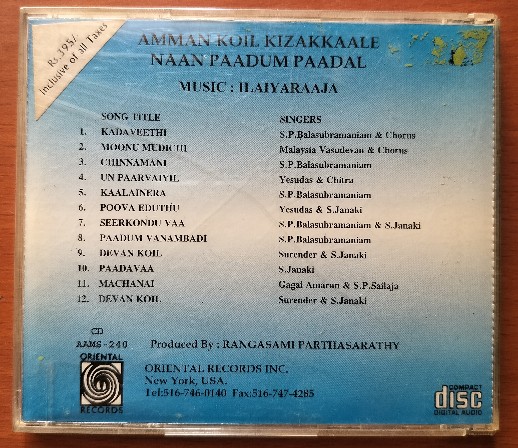 Rs.395/
Inclusive of all Taxes
AMMAN KOIL KIZAKKAALE
NAAN PAADUM PAADAL
MUSIC : ILAIYARAAJA
SONG TITLE SINGERS
1. KADAVEETHI S.P.Balasubramaniam & Chorus
2. MOONU MUDICHI Malaysia Vasudevan & Chorus
3. CHINNAMANI S.P.Balasubramaniam
4. UN PAARVAIYIL Yesudas & Chitra
5. KAALAINERA S.P.Balasubramaniam
6. POOVA EDUTHU Yesudas & S.Janaki
7. SEERKONDU VAA S.P.Balasubramaniam & S.Janaki
8. PAADUM VANAMBADI S.P.Balasubramaniam
9. DEVAN KOIL Surender & S.Janaki
10. PAADAVAA S.Janaki
11. MACHANAI Gagai Amarun & S.P.Sailaja
12. DEVAN KOIL Surender & S.Janaki
CD
AAMS-240
Produced By : RANGASAMI PARTHASARATHY
ORIENTAL
RECORDS
ORIENTAL RECORDS INC.
New York, USA.
Tel:516-746-0140 Fax:516-747-4285
COMPACT
disc
DIGITAL AUDIO